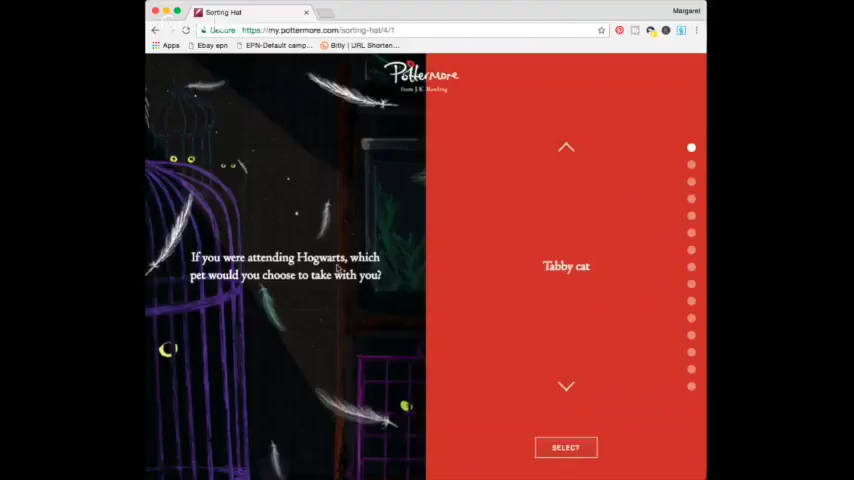 Sorting Hat
Margaret
Secure https://my.pottermore.com/sorting-hat/4/1
Apps Ebay epn EPN-Default camp... Bitly | URL Shorten...
Pottermore
from J.K. Rowling
If you were attending Hogwarts, which
pet would you choose to take with you?
Tabby cat
SELECT